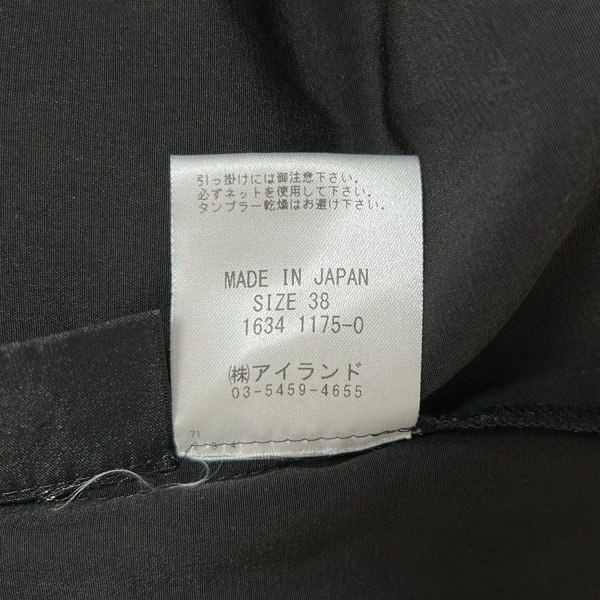 引っ掛けには御注意下さい。
必ずネットを使用して下さい。
タンブラー乾燥はお避け下さい。
MADE IN JAPAN
SIZE 38
1634 1175-0
㈱アイランド
03-5459-4655
71